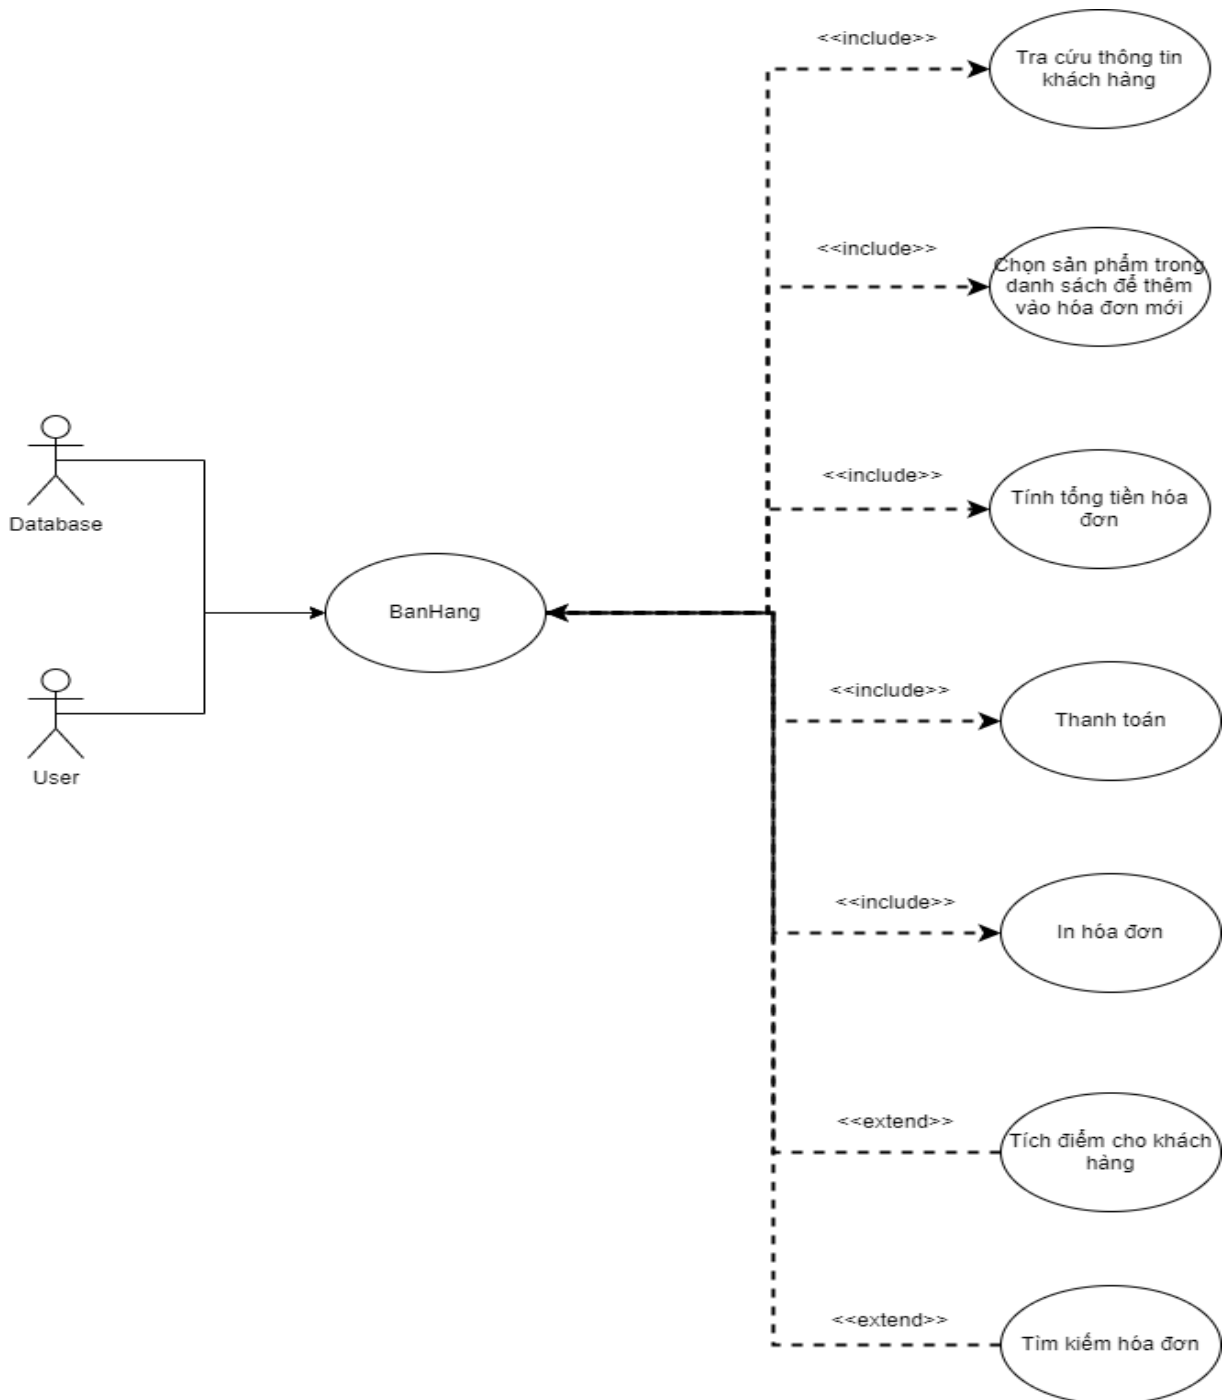 <<include>>
Tra cứu thông tin
khách hàng
<<include>>
Chọn sản phẩm trong
danh sách để thêm
vào hóa đơn mới
<<include>>
Tính tổng tiền hóa
đơn
Database
BanHang
User
<<include>>
Thanh toán
<<include>>
In hóa đơn
<<extend>>
Tích điểm cho khách
hàng
<<extend>>
Tìm kiếm hóa đơn